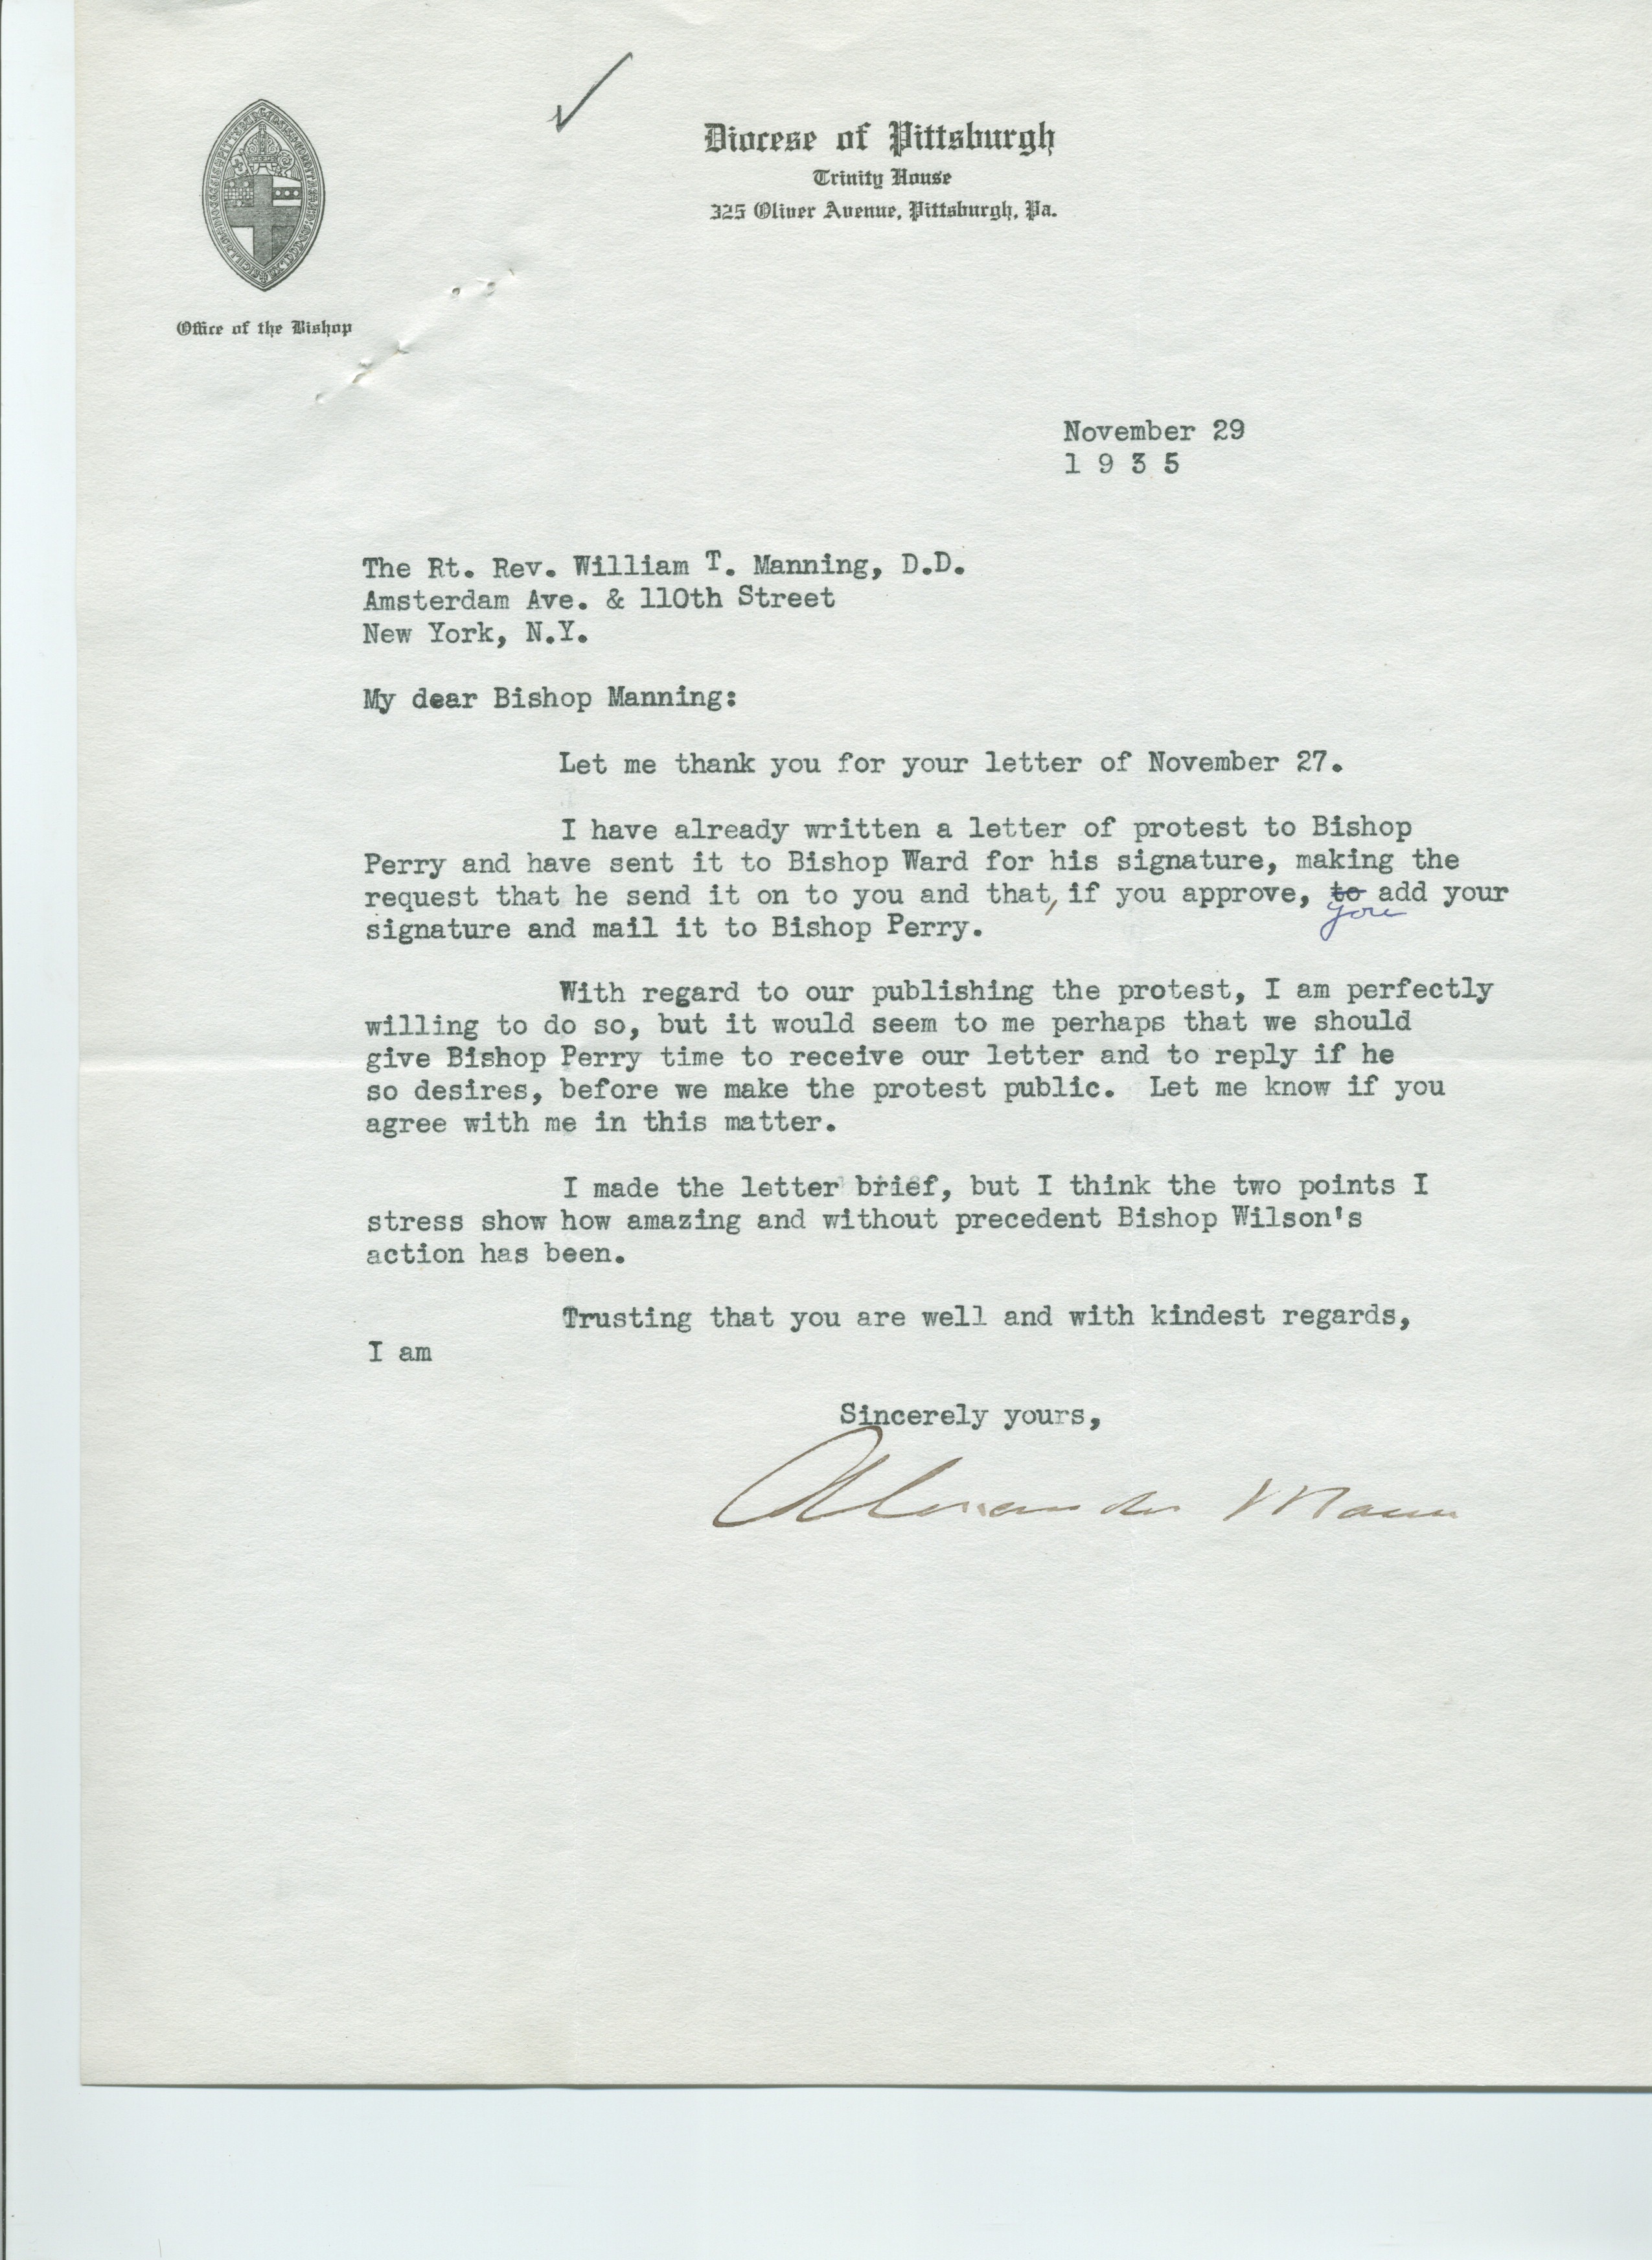 Diocese of Pittsburgh
Trinity House
325 Oliver Avenue, Pittsburgh, Pa.
Office of the Bishop
November 29
1 9 3 5
The Rt. Rev. William T. Manning, D.D.
Amsterdam Ave. & 110th Street
New York, N.Y.
My dear Bishop Manning:
Let me thank you for your letter of November 27.
I have already written a letter of protest to Bishop
Perry and have sent it to Bishop Ward for his signature, making the
request that he send it on to you and that, if you approve, to add your
you
signature and mail it to Bishop Perry.
With regard to our publishing the protest, I am perfectly
willing to do so, but it would seem to me perhaps that we should
give Bishop Perry time to receive our letter and to reply if he
so desires, before we make the protest public. Let me know if you
agree with me in this matter.
I made the letter brief, but I think the two points I
stress show how amazing and without precedent Bishop Wilson's
action has been.
Trusting that you are well and with kindest regards,
I am
Sincerely yours,
Alexander Mann